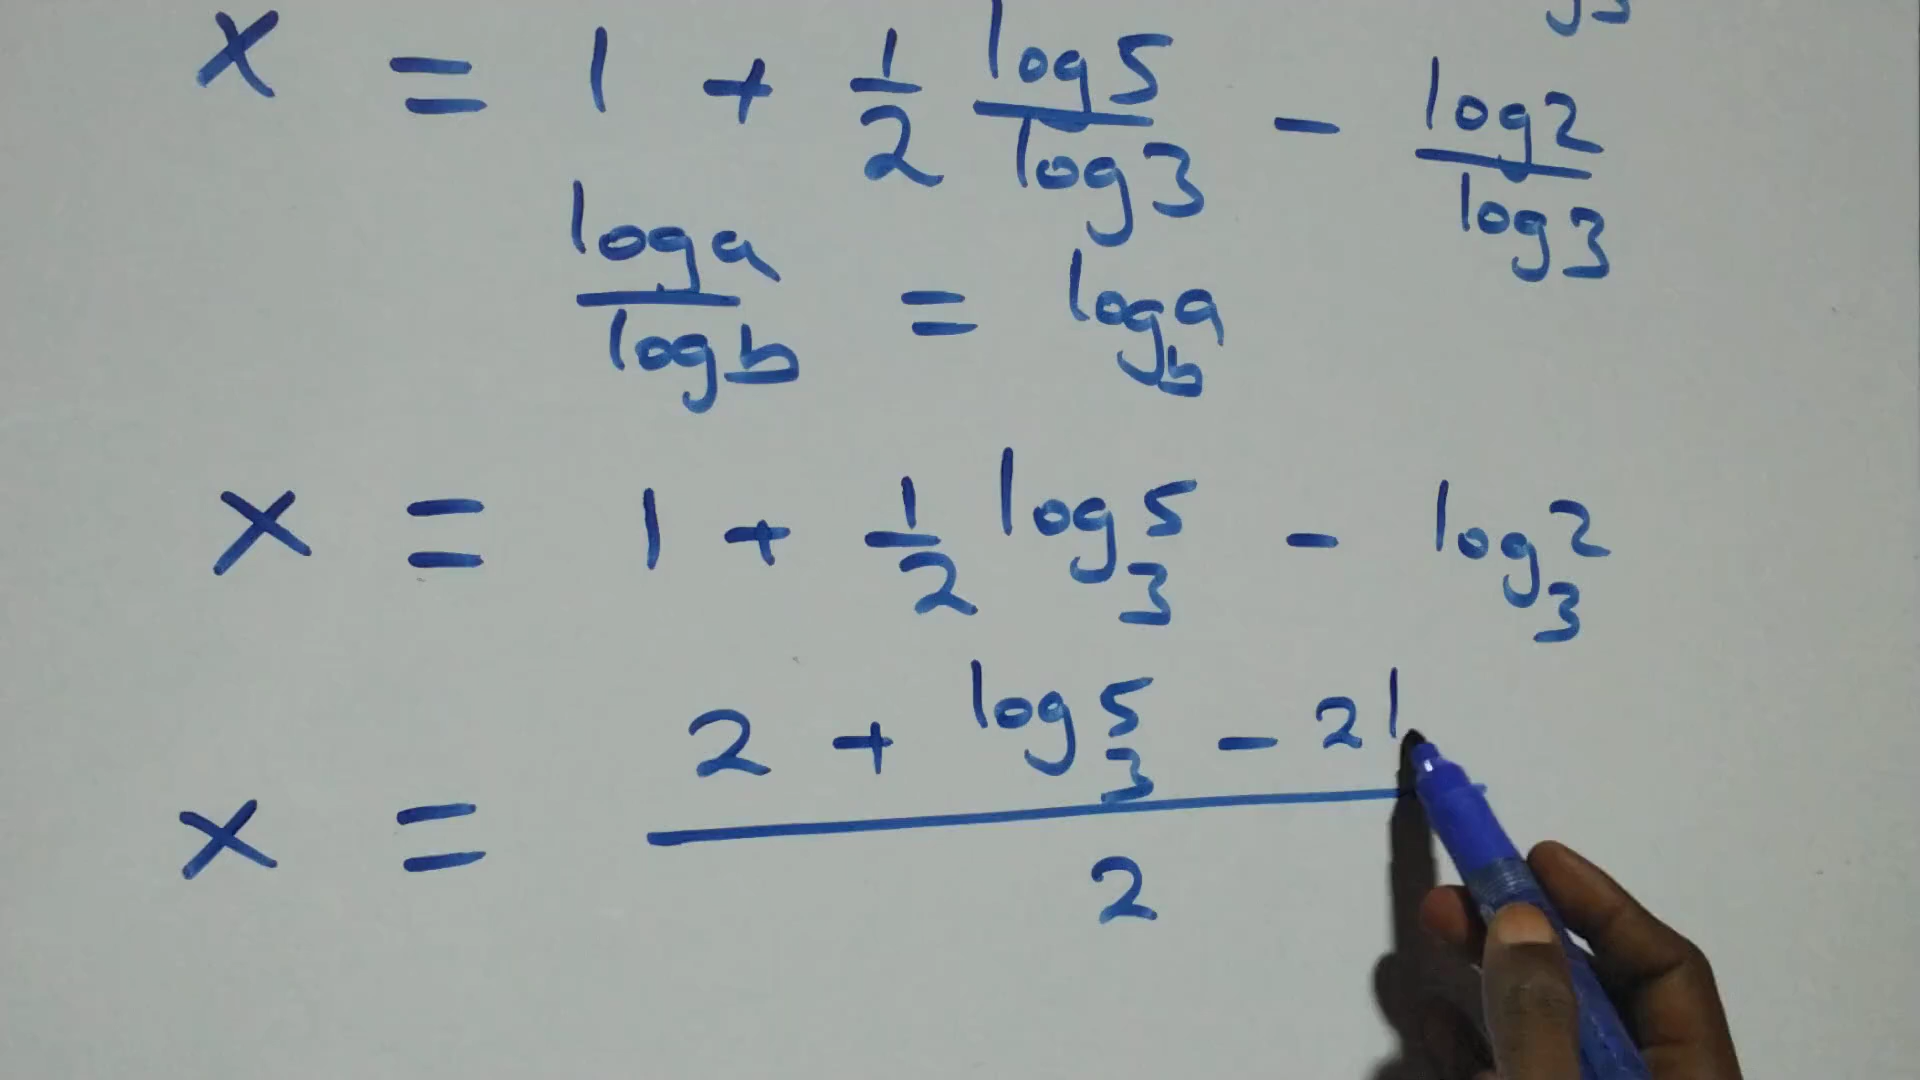 x = 1 + 1/2 log5/log3 - log2/log3
loga/logb = log_b a
x = 1 + 1/2 log_3 5 - log_3 2
x = (2 + log_3 5 - 2l)/2